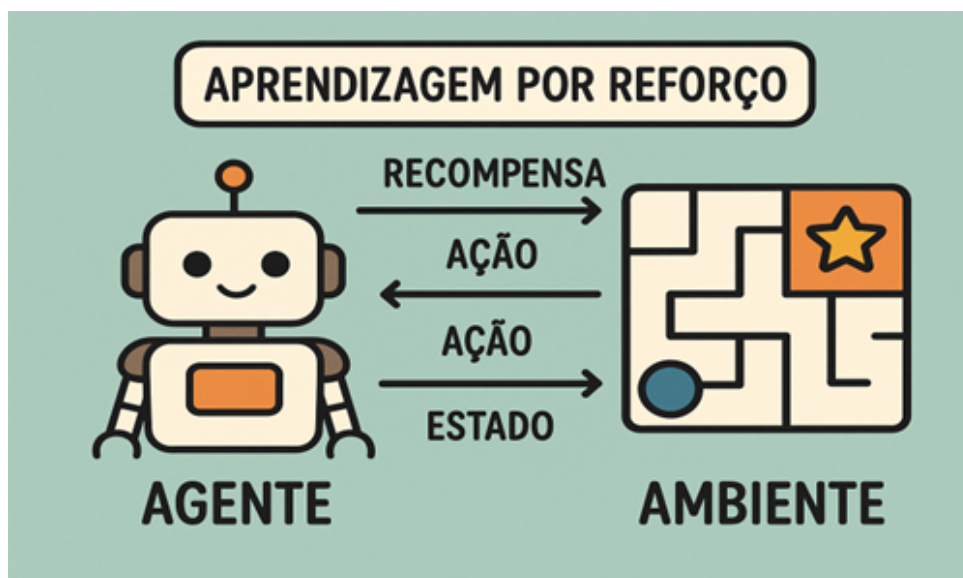 APRENDIZAGEM POR REFORÇO
RECOMPENSA
AÇÃO
AÇÃO
ESTADO
AGENTE
AMBIENTE